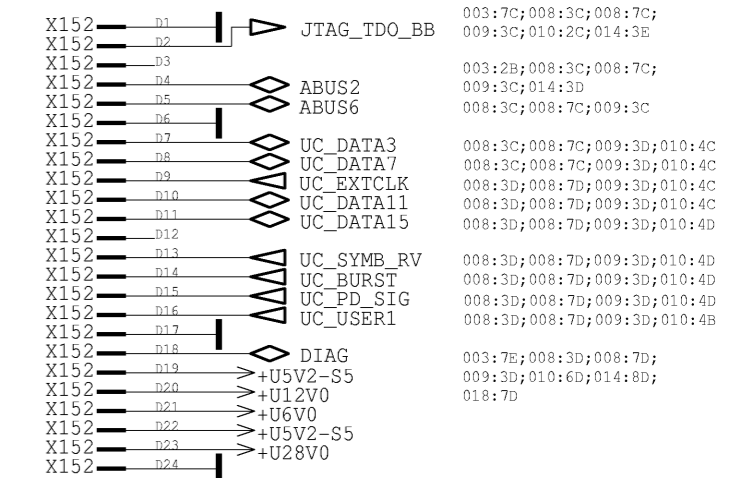 X152 D1
X152 D2 JTAG_TDO_BB 003:7C;008:3C;008:7C;
009:3C;010:2C;014:3E
X152 D3
X152 D4 ABUS2 003:2B;008:3C;008:7C;
009:3C;014:3D
X152 D5 ABUS6 008:3C;008:7C;009:3C
X152 D6
X152 D7 UC_DATA3 008:3C;008:7C;009:3D;010:4C
X152 D8 UC_DATA7 008:3C;008:7C;009:3D;010:4C
X152 D9 UC_EXTCLK 008:3D;008:7D;009:3D;010:4C
X152 D10 UC_DATA11 008:3D;008:7D;009:3D;010:4C
X152 D11 UC_DATA15 008:3D;008:7D;009:3D;010:4D
X152 D12
X152 D13 UC_SYMB_RV 008:3D;008:7D;009:3D;010:4D
X152 D14 UC_BURST 008:3D;008:7D;009:3D;010:4D
X152 D15 UC_PD_SIG 008:3D;008:7D;009:3D;010:4D
X152 D16 UC_USER1 008:3D;008:7D;009:3D;010:4B
X152 D17
X152 D18 DIAG 003:7E;008:3D;008:7D;
X152 D19 +U5V2-S5 009:3D;010:6D;014:8D;
X152 D20 +U12V0 018:7D
X152 D21 +U6V0
X152 D22 +U5V2-S5
X152 D23 +U28V0
X152 D24